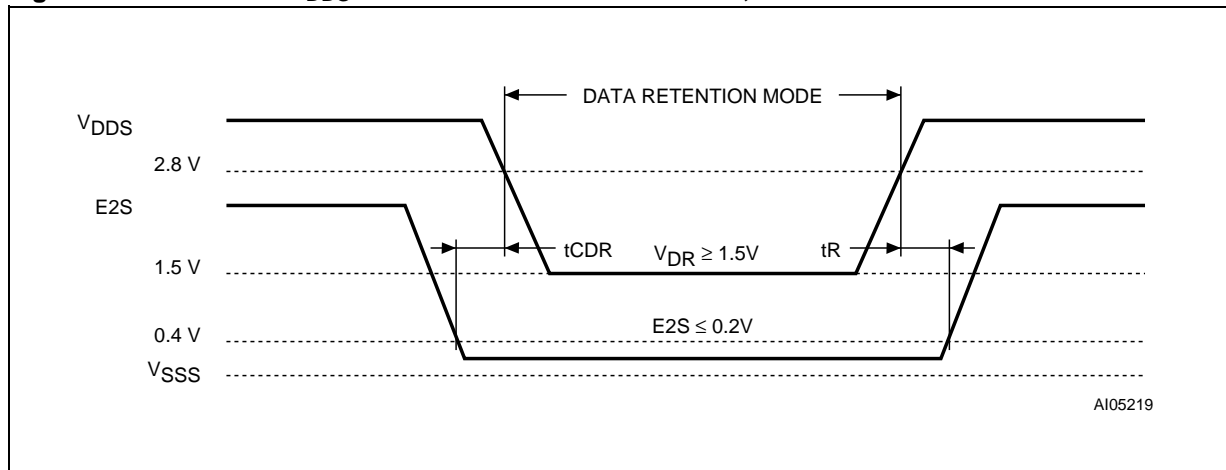 DDS
DATA RETENTION MODE
VDDS
2.8 V
E2S
tCDR
VDR ≥ 1.5V
tR
1.5 V
E2S ≤ 0.2V
0.4 V
VSSS
AI05219